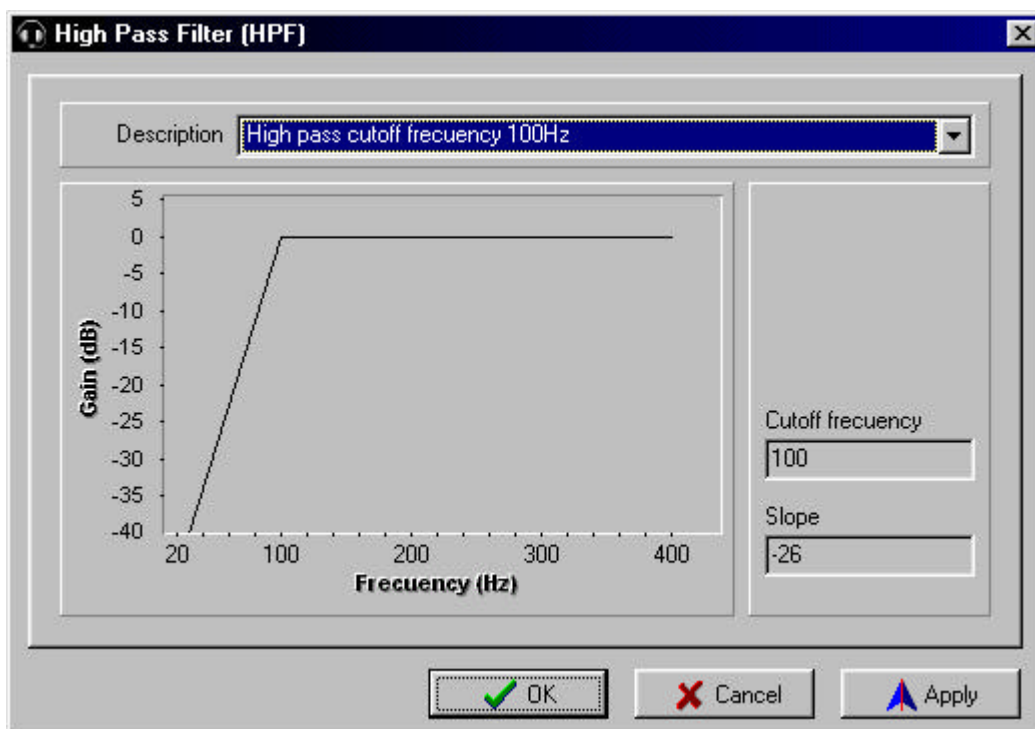 High Pass Filter (HPF)
Description High pass cutoff frecuency 100Hz
5
0
-5
-10
-15
-20
-25
-30
-35
-40
Gain (dB)
20 100 200 300 400
Frecuency (Hz)
Cutoff frecuency
100
Slope
-26
OK Cancel Apply